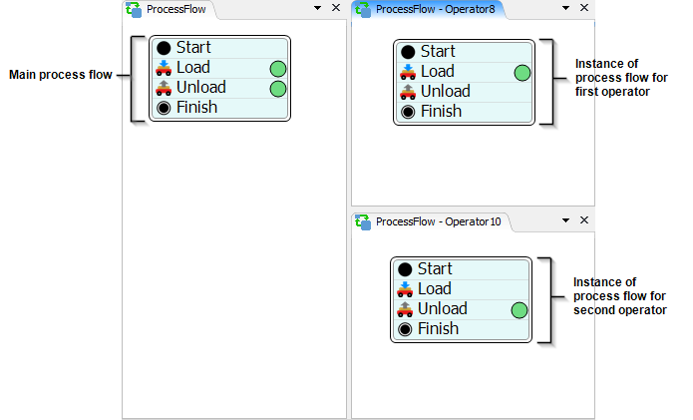 ProcessFlow
Main process flow
Start
Load
Unload
Finish
ProcessFlow - Operator8
Start
Load
Unload
Finish
Instance of
process flow for
first operator
ProcessFlow - Operator10
Start
Load
Unload
Finish
Instance of
process flow for
second operator